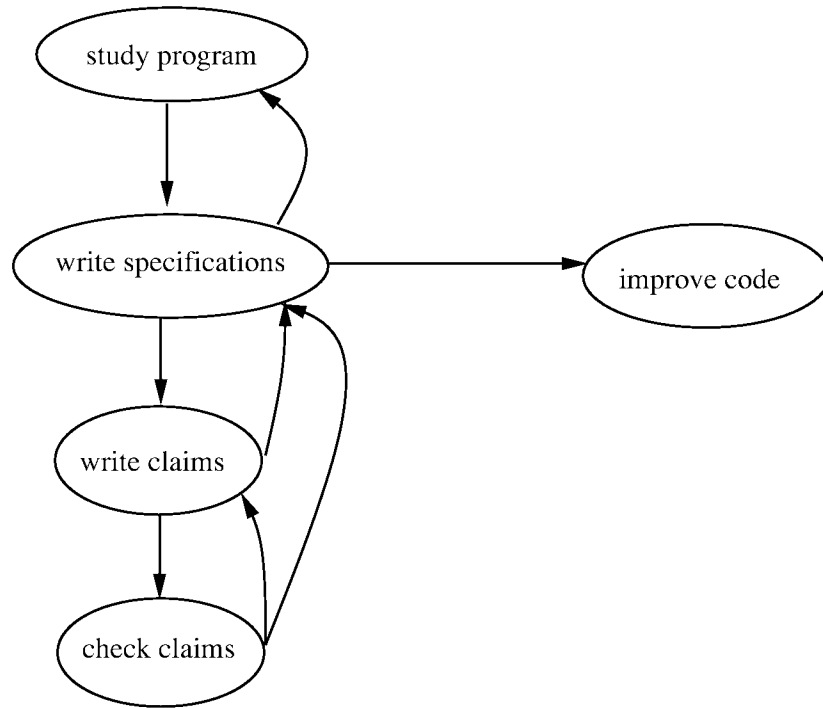 study program
write specifications
improve code
write claims
check claims